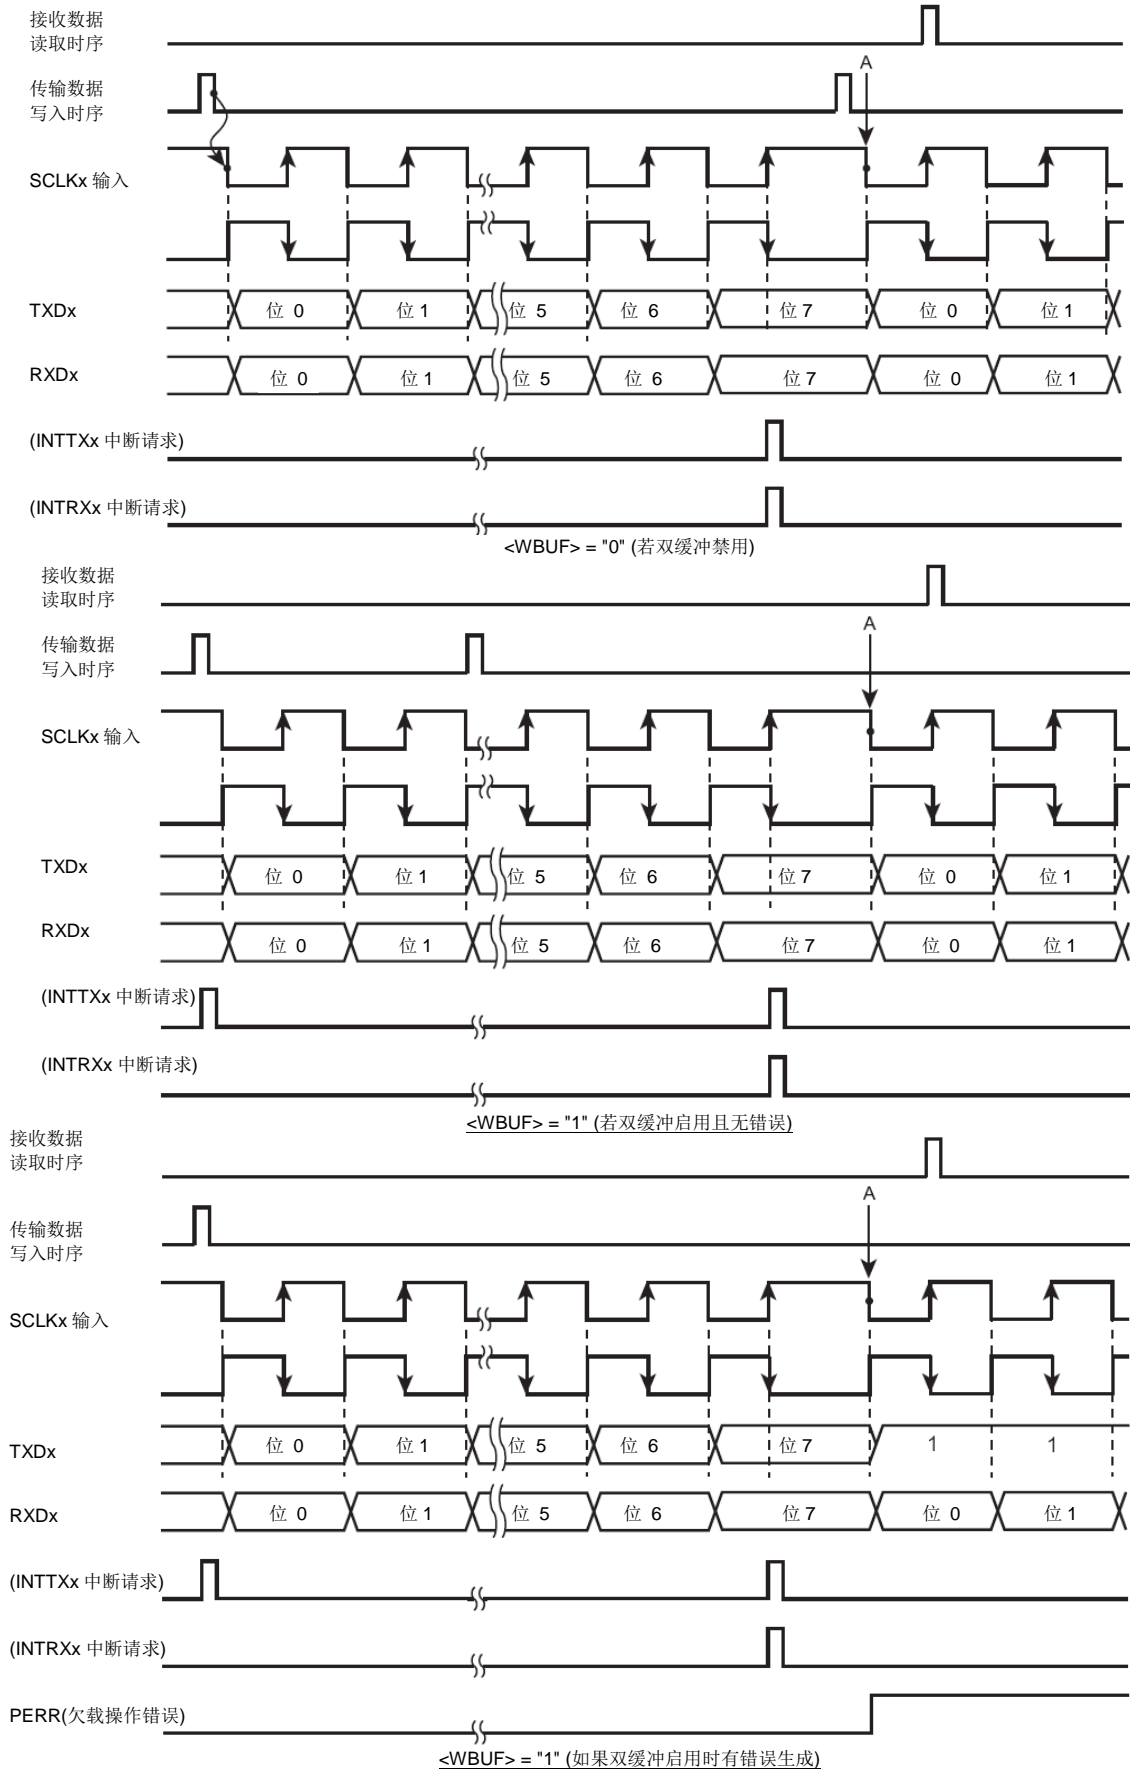 接收数据
读取时序
A
传输数据
写入时序
SCLKx 输入
TXDx
位 0 位 1 位 5 位 6 位 7 位 0 位 1
RXDx
位 0 位 1 位 5 位 6 位 7 位 0 位 1
(INTTXx 中断请求)
(INTRXx 中断请求)
<WBUF> = "0" (若双缓冲禁用)
接收数据
读取时序
A
传输数据
写入时序
SCLKx 输入
TXDx
位 0 位 1 位 5 位 6 位 7 位 0 位 1
RXDx
位 0 位 1 位 5 位 6 位 7 位 0 位 1
(INTTXx 中断请求)
(INTRXx 中断请求)
<WBUF> = "1" (若双缓冲启用且无错误)
接收数据
读取时序
A
传输数据
写入时序
SCLKx 输入
TXDx
位 0 位 1 位 5 位 6 位 7 1 1
RXDx
位 0 位 1 位 5 位 6 位 7 位 0 位 1
(INTTXx 中断请求)
(INTRXx 中断请求)
PERR(欠载操作错误)
<WBUF> = "1" (如果双缓冲启用时有错误生成)